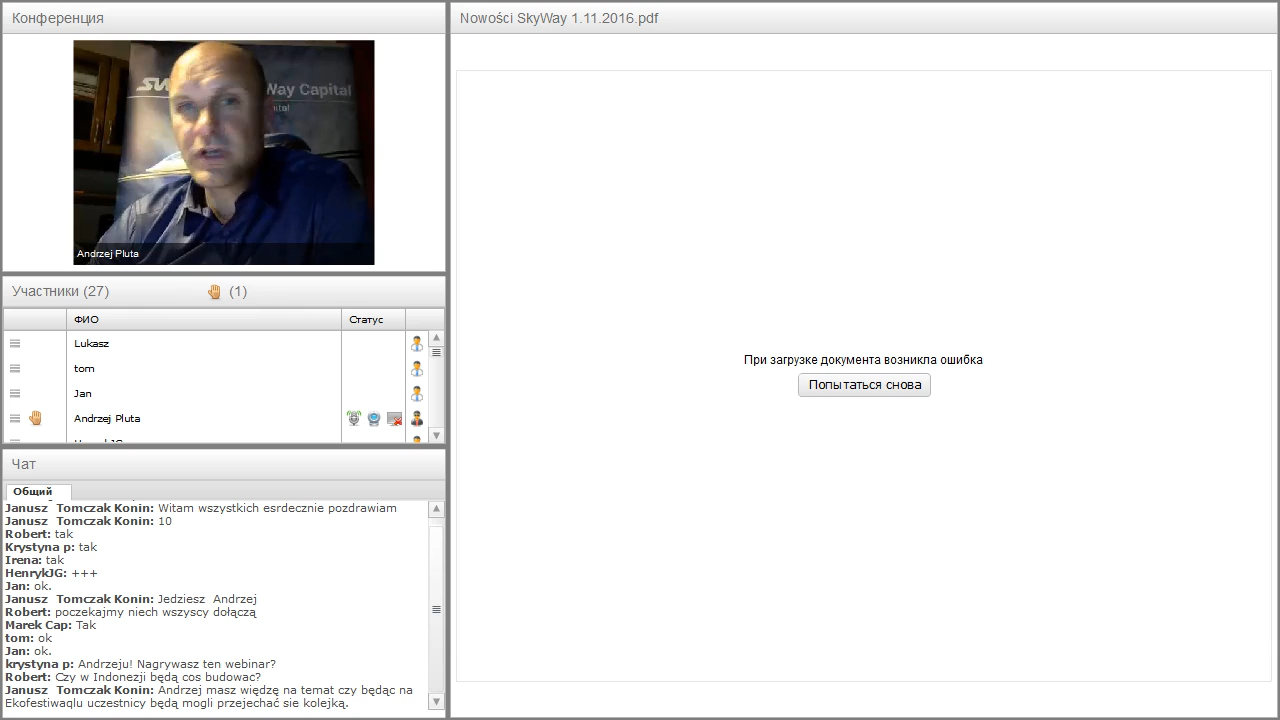 Конференция
SW
Way Capital
Andrzej Pluta
Участники (27)
(1)
ФИО
Статус
Lukasz
tom
Jan
Andrzej Pluta
Чат
Общий
Janusz Tomczak Konin: Witam wszystkich esrdecznie pozdrawiam
Janusz Tomczak Konin: 10
Robert: tak
Krystyna p: tak
Irena: tak
HenrykJG: +++
Jan: ok.
Janusz Tomczak Konin: Jedziesz Andrzej
Robert: poczekajmy niech wszyscy dołączą
Marek Cap: Tak
tom: ok
Jan: ok.
krystyna p: Andrzeju! Nagrywasz ten webinar?
Robert: Czy w Indonezji będą cos budowac?
Janusz Tomczak Konin: Andrzej masz więdzę na temat czy będąc na
Ekofestiwaqlu uczestnicy będą mogli przejechać sie kolejką.
Nowości SkyWay 1.11.2016.pdf
При загрузке документа возникла ошибка
Попытаться снова